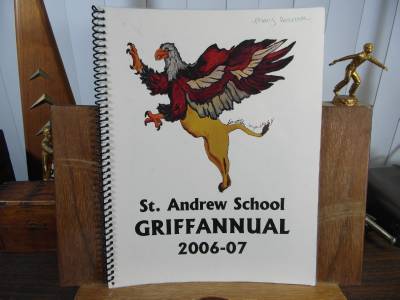 St. Andrew School
GRIFFANNUAL
2006-07